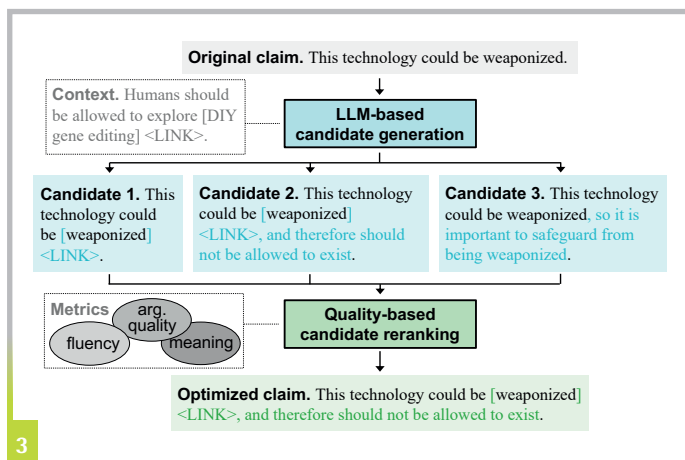 Original claim. This technology could be weaponized.
Context. Humans should
be allowed to explore [DIY
gene editing] <LINK>.
LLM-based
candidate generation
Candidate 1. This
technology could
be [weaponized]
<LINK>.
Candidate 2. This technology
could be [weaponized]
<LINK>, and therefore should
not be allowed to exist.
Candidate 3. This technology
could be weaponized, so it is
important to safeguard from
being weaponized.
Metrics
arg.
quality
fluency
meaning
Quality-based
candidate reranking
Optimized claim. This technology could be [weaponized]
<LINK>, and therefore should not be allowed to exist.
3